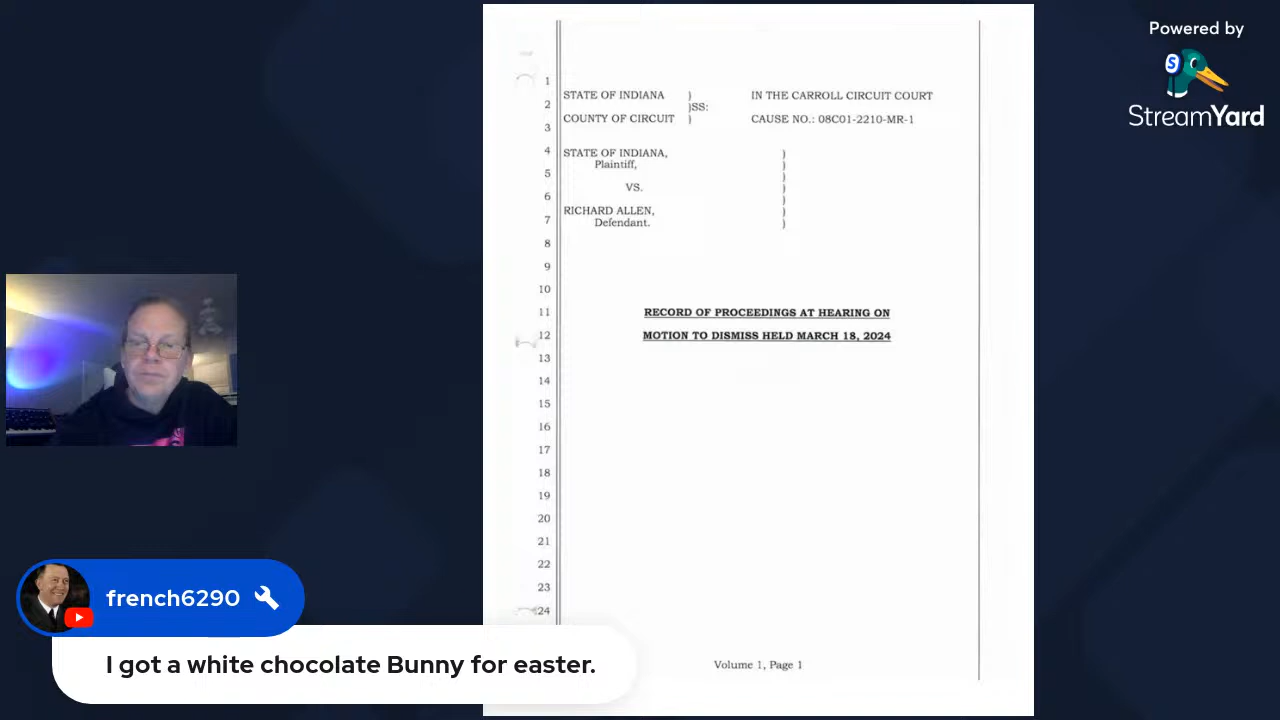 Powered by
StreamYard
1 STATE OF INDIANA ) IN THE CARROLL CIRCUIT COURT
2 )SS:
COUNTY OF CIRCUIT ) CAUSE NO.: 08C01-2210-MR-1
3
4 STATE OF INDIANA, )
Plaintiff, )
5 )
6 VS. )
)
7 RICHARD ALLEN, )
Defendant. )
8
9
10
11 RECORD OF PROCEEDINGS AT HEARING ON
12 MOTION TO DISMISS HELD MARCH 18, 2024
13
14
15
16
17
18
19
20
21
22
23
24
Volume 1, Page 1
french6290
I got a white chocolate Bunny for easter.